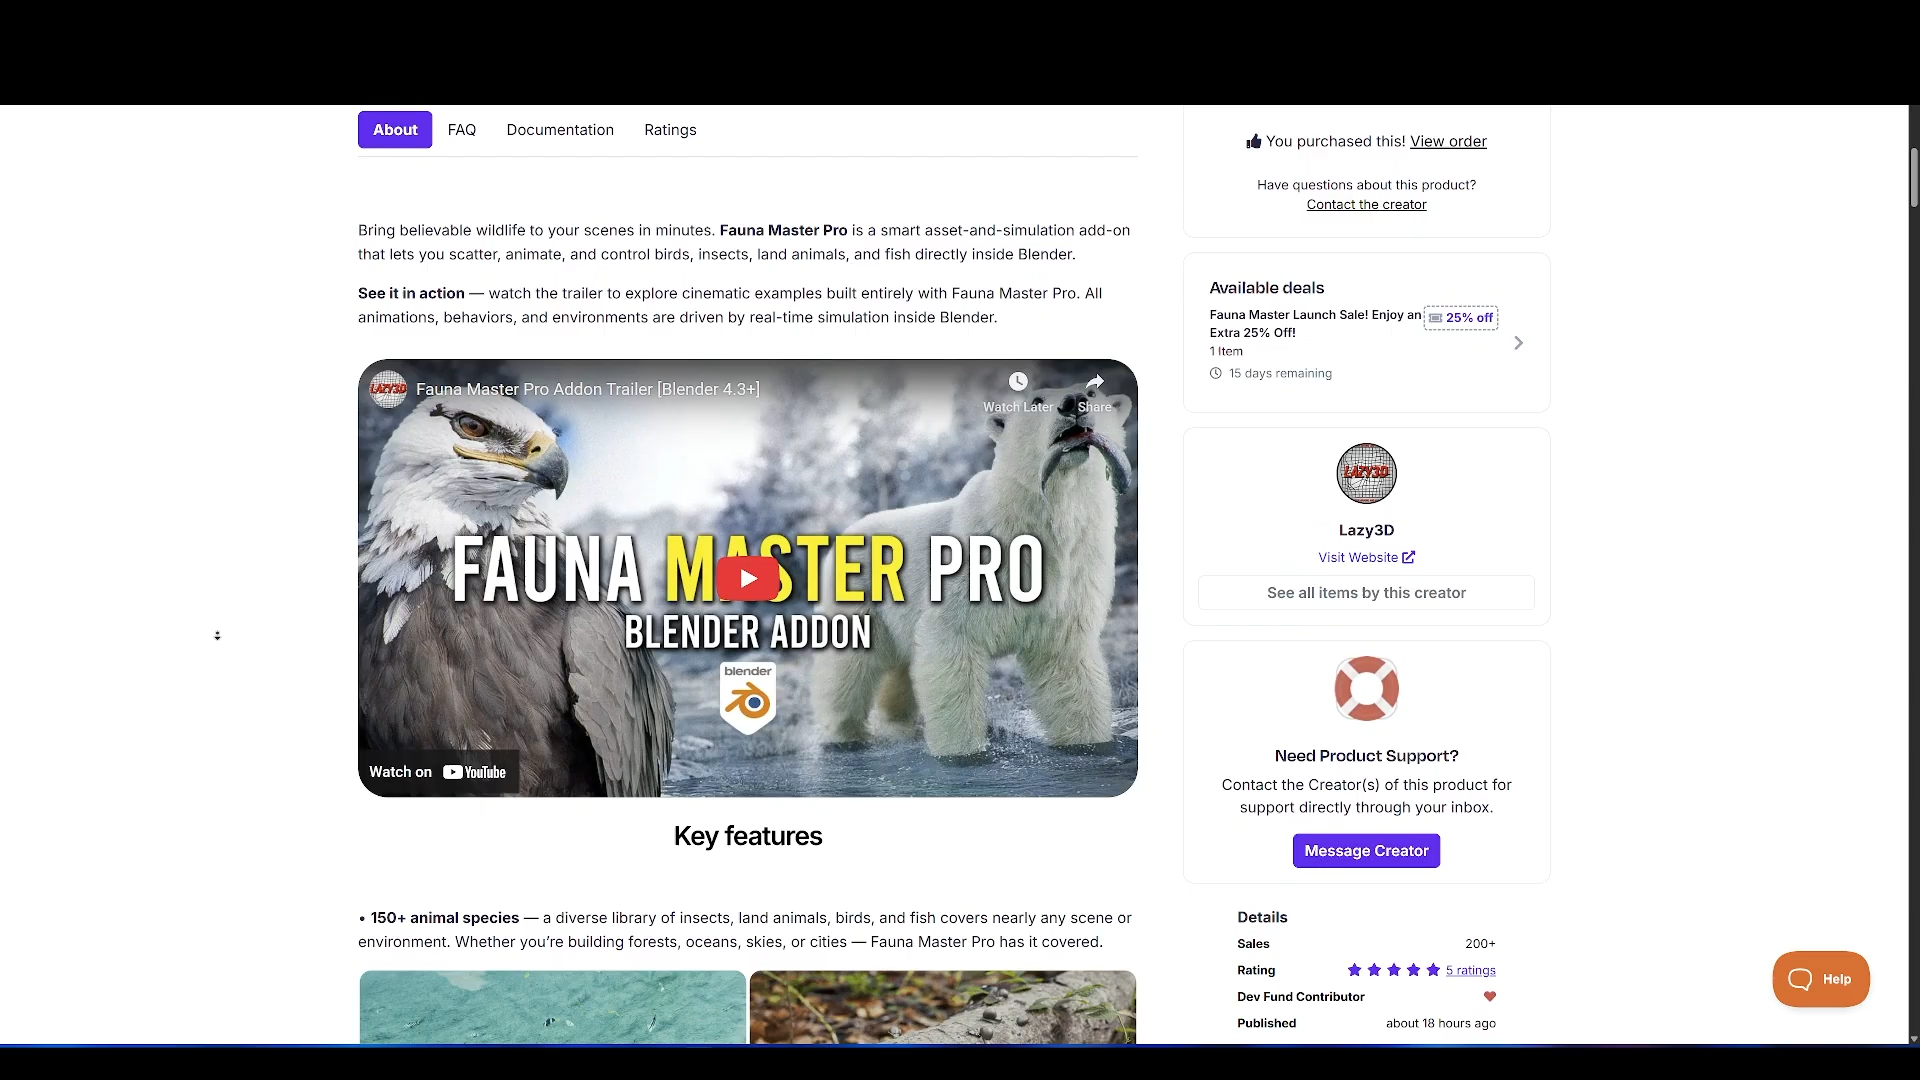 About FAQ Documentation Ratings
Bring believable wildlife to your scenes in minutes. Fauna Master Pro is a smart asset-and-simulation add-on
that lets you scatter, animate, and control birds, insects, land animals, and fish directly inside Blender.
See it in action — watch the trailer to explore cinematic examples built entirely with Fauna Master Pro. All
animations, behaviors, and environments are driven by real-time simulation inside Blender.
LAZY3D
Fauna Master Pro Addon Trailer [Blender 4.3+]
Watch Later
Share
FAUNA MASTER PRO
BLENDER ADDON
blender
Watch on YouTube
Key features
• 150+ animal species — a diverse library of insects, land animals, birds, and fish covers nearly any scene or
environment. Whether you’re building forests, oceans, skies, or cities — Fauna Master Pro has it covered.
You purchased this! View order
Have questions about this product?
Contact the creator
Available deals
Fauna Master Launch Sale! Enjoy an
Extra 25% Off!
25% off
1 Item
15 days remaining
LAZY3D
Lazy3D
Visit Website
See all items by this creator
Need Product Support?
Contact the Creator(s) of this product for
support directly through your inbox.
Message Creator
Details
Sales 200+
Rating 5 ratings
Dev Fund Contributor
Published about 18 hours ago
Help